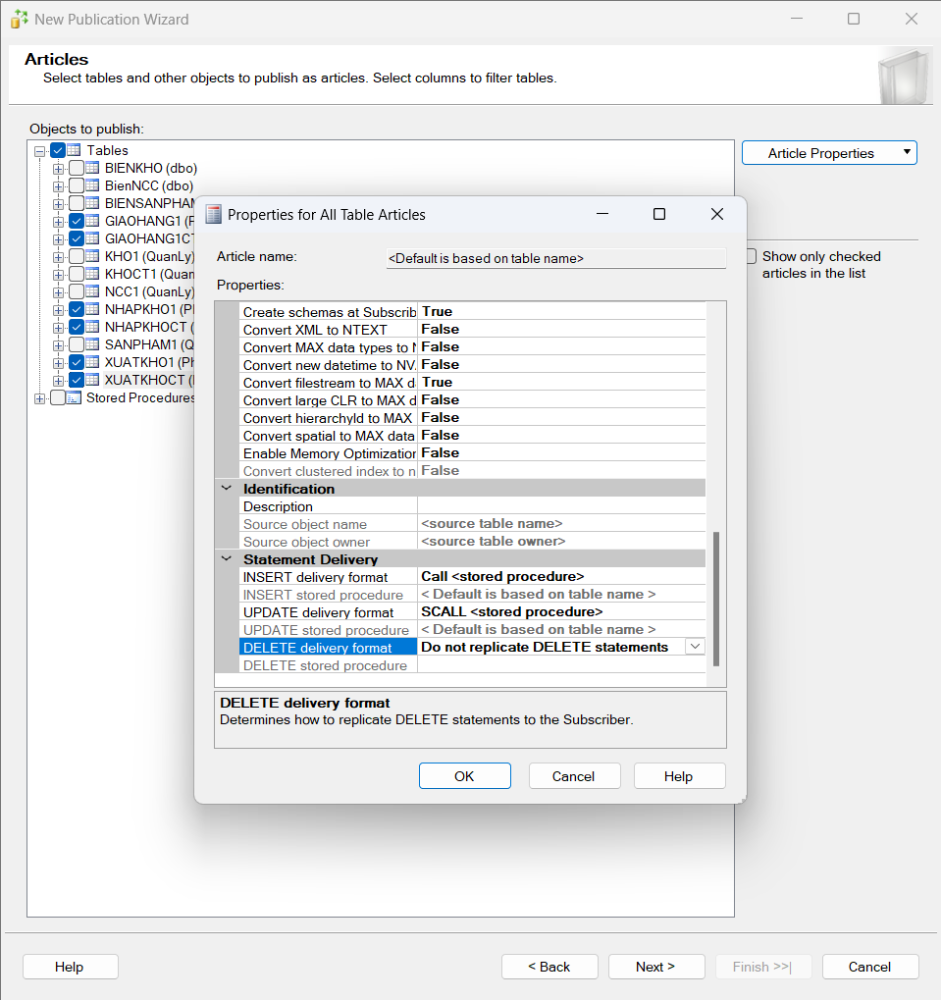 New Publication Wizard
Articles
Select tables and other objects to publish as articles. Select columns to filter tables.
Objects to publish:
Tables
BIENKHO (dbo)
BienNCC (dbo)
BIENSANPHAM
GIAOHANG1 (P
GIAOHANG1CT
KHO1 (QuanLy)
KHOCT1 (Quan
NCC1 (QuanLy)
NHAPKHO1 (P
NHAPKHOCT (
SANPHAM1 (Q
XUATKHO1 (Ph
XUATKHOCT (
Stored Procedures
Article Properties
Show only checked
articles in the list
Properties for All Table Articles
Article name:
<Default is based on table name>
Properties:
Create schemas at Subscrib True
Convert XML to NTEXT False
Convert MAX data types to N False
Convert new datetime to NV. False
Convert filestream to MAX d True
Convert large CLR to MAX d False
Convert hierarchyId to MAX False
Convert spatial to MAX data False
Enable Memory Optimization False
Convert clustered index to n False
Identification
Description
Source object name <source table name>
Source object owner <source table owner>
Statement Delivery
INSERT delivery format Call <stored procedure>
INSERT stored procedure < Default is based on table name >
UPDATE delivery format SCALL <stored procedure>
UPDATE stored procedure < Default is based on table name >
DELETE delivery format Do not replicate DELETE statements
DELETE stored procedure
DELETE delivery format
Determines how to replicate DELETE statements to the Subscriber.
OK Cancel Help
Help < Back Next > Finish >>| Cancel